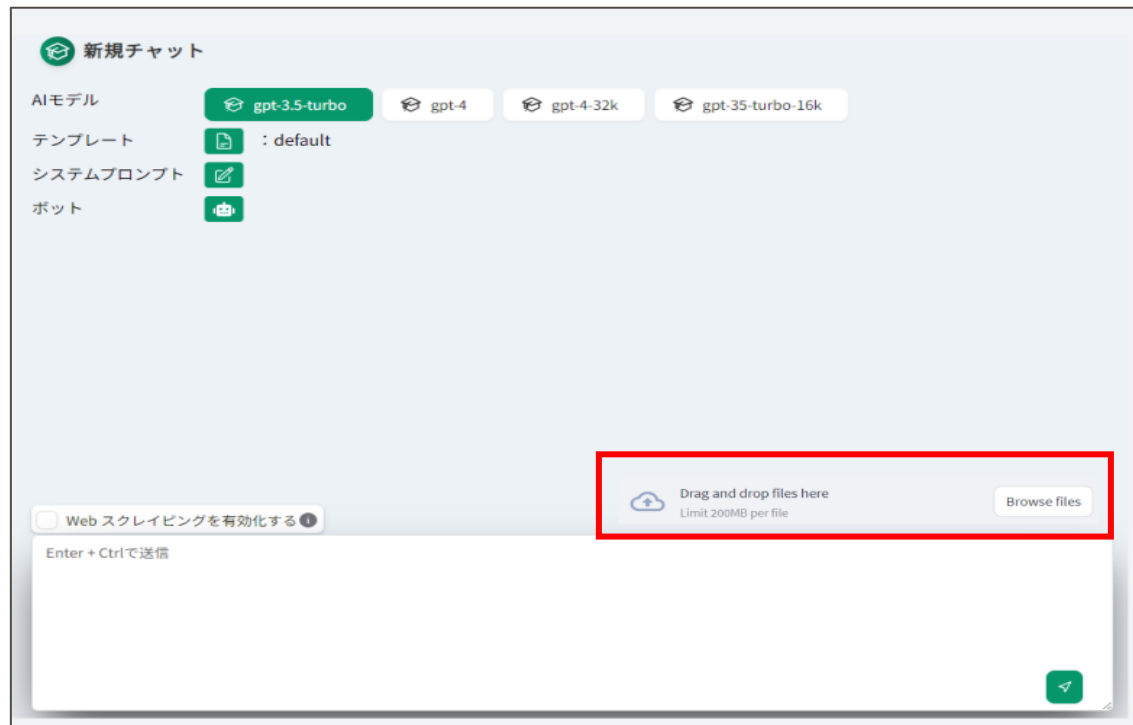 新規チャット
AIモデル
gpt-3.5-turbo
gpt-4
gpt-4-32k
gpt-35-turbo-16k
テンプレート
：default
システムプロンプト
ボット
Drag and drop files here
Limit 200MB per file
Browse files
Web スクレイピングを有効化する
Enter + Ctrlで送信